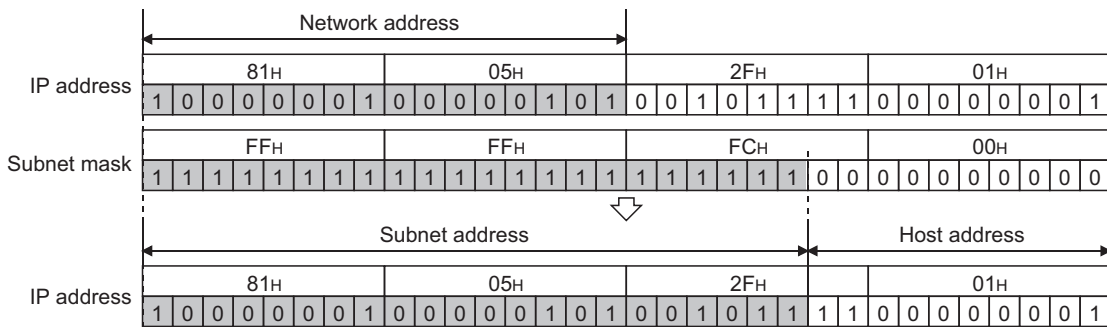 Network address
IP address
81H 05H 2FH 01H
1 0 0 0 0 0 0 1 0 0 0 0 0 1 0 1 0 0 1 0 1 1 1 1 0 0 0 0 0 0 0 1
Subnet mask
FFH FFH FCH 00H
1 1 1 1 1 1 1 1 1 1 1 1 1 1 1 1 1 1 1 1 1 1 0 0 0 0 0 0 0 0 0 0
Subnet address Host address
IP address
81H 05H 2FH 01H
1 0 0 0 0 0 0 1 0 0 0 0 0 1 0 1 0 0 1 0 1 1 1 1 0 0 0 0 0 0 0 1